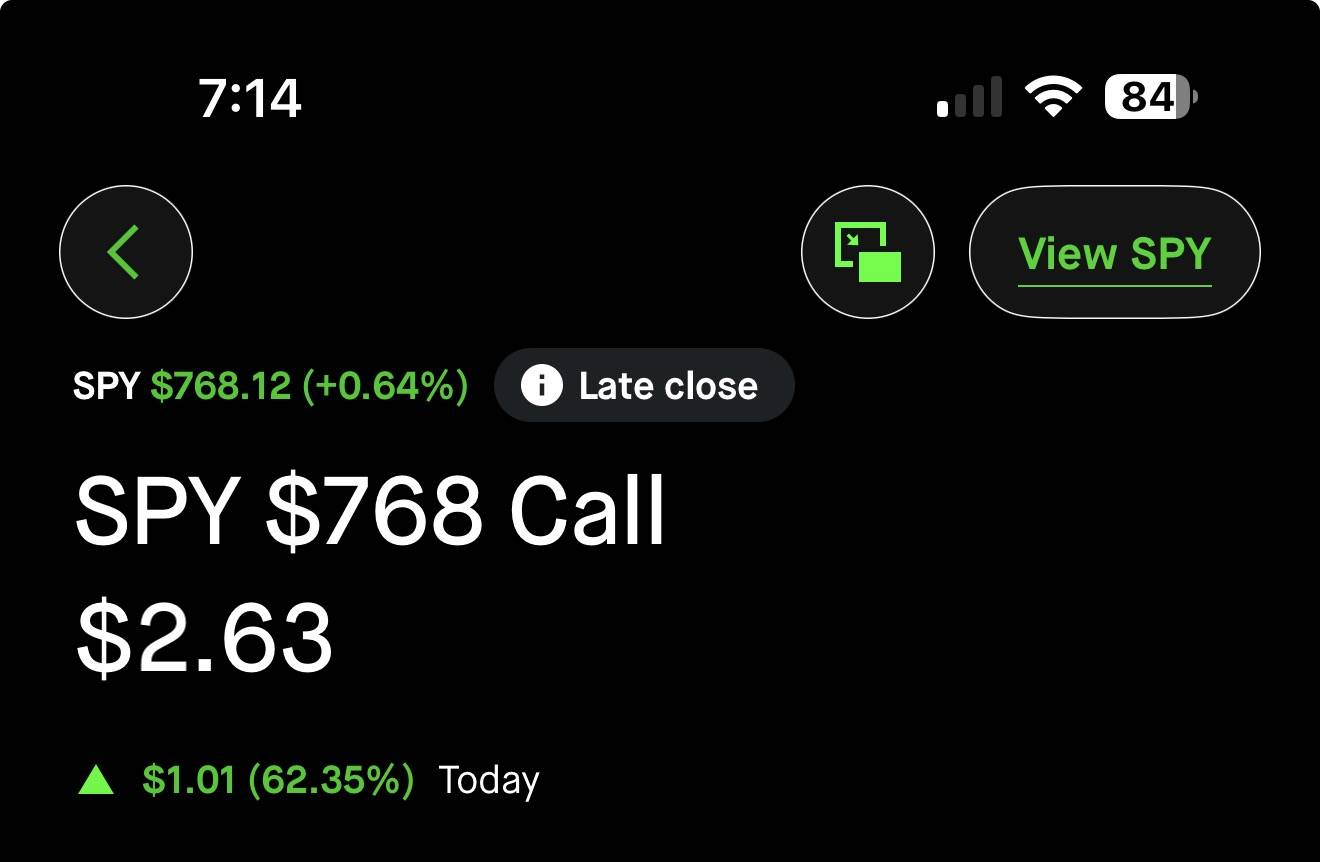 7:14 84
View SPY
SPY $768.12 (+0.64%) Late close
SPY $768 Call
$2.63
$1.01 (62.35%) Today